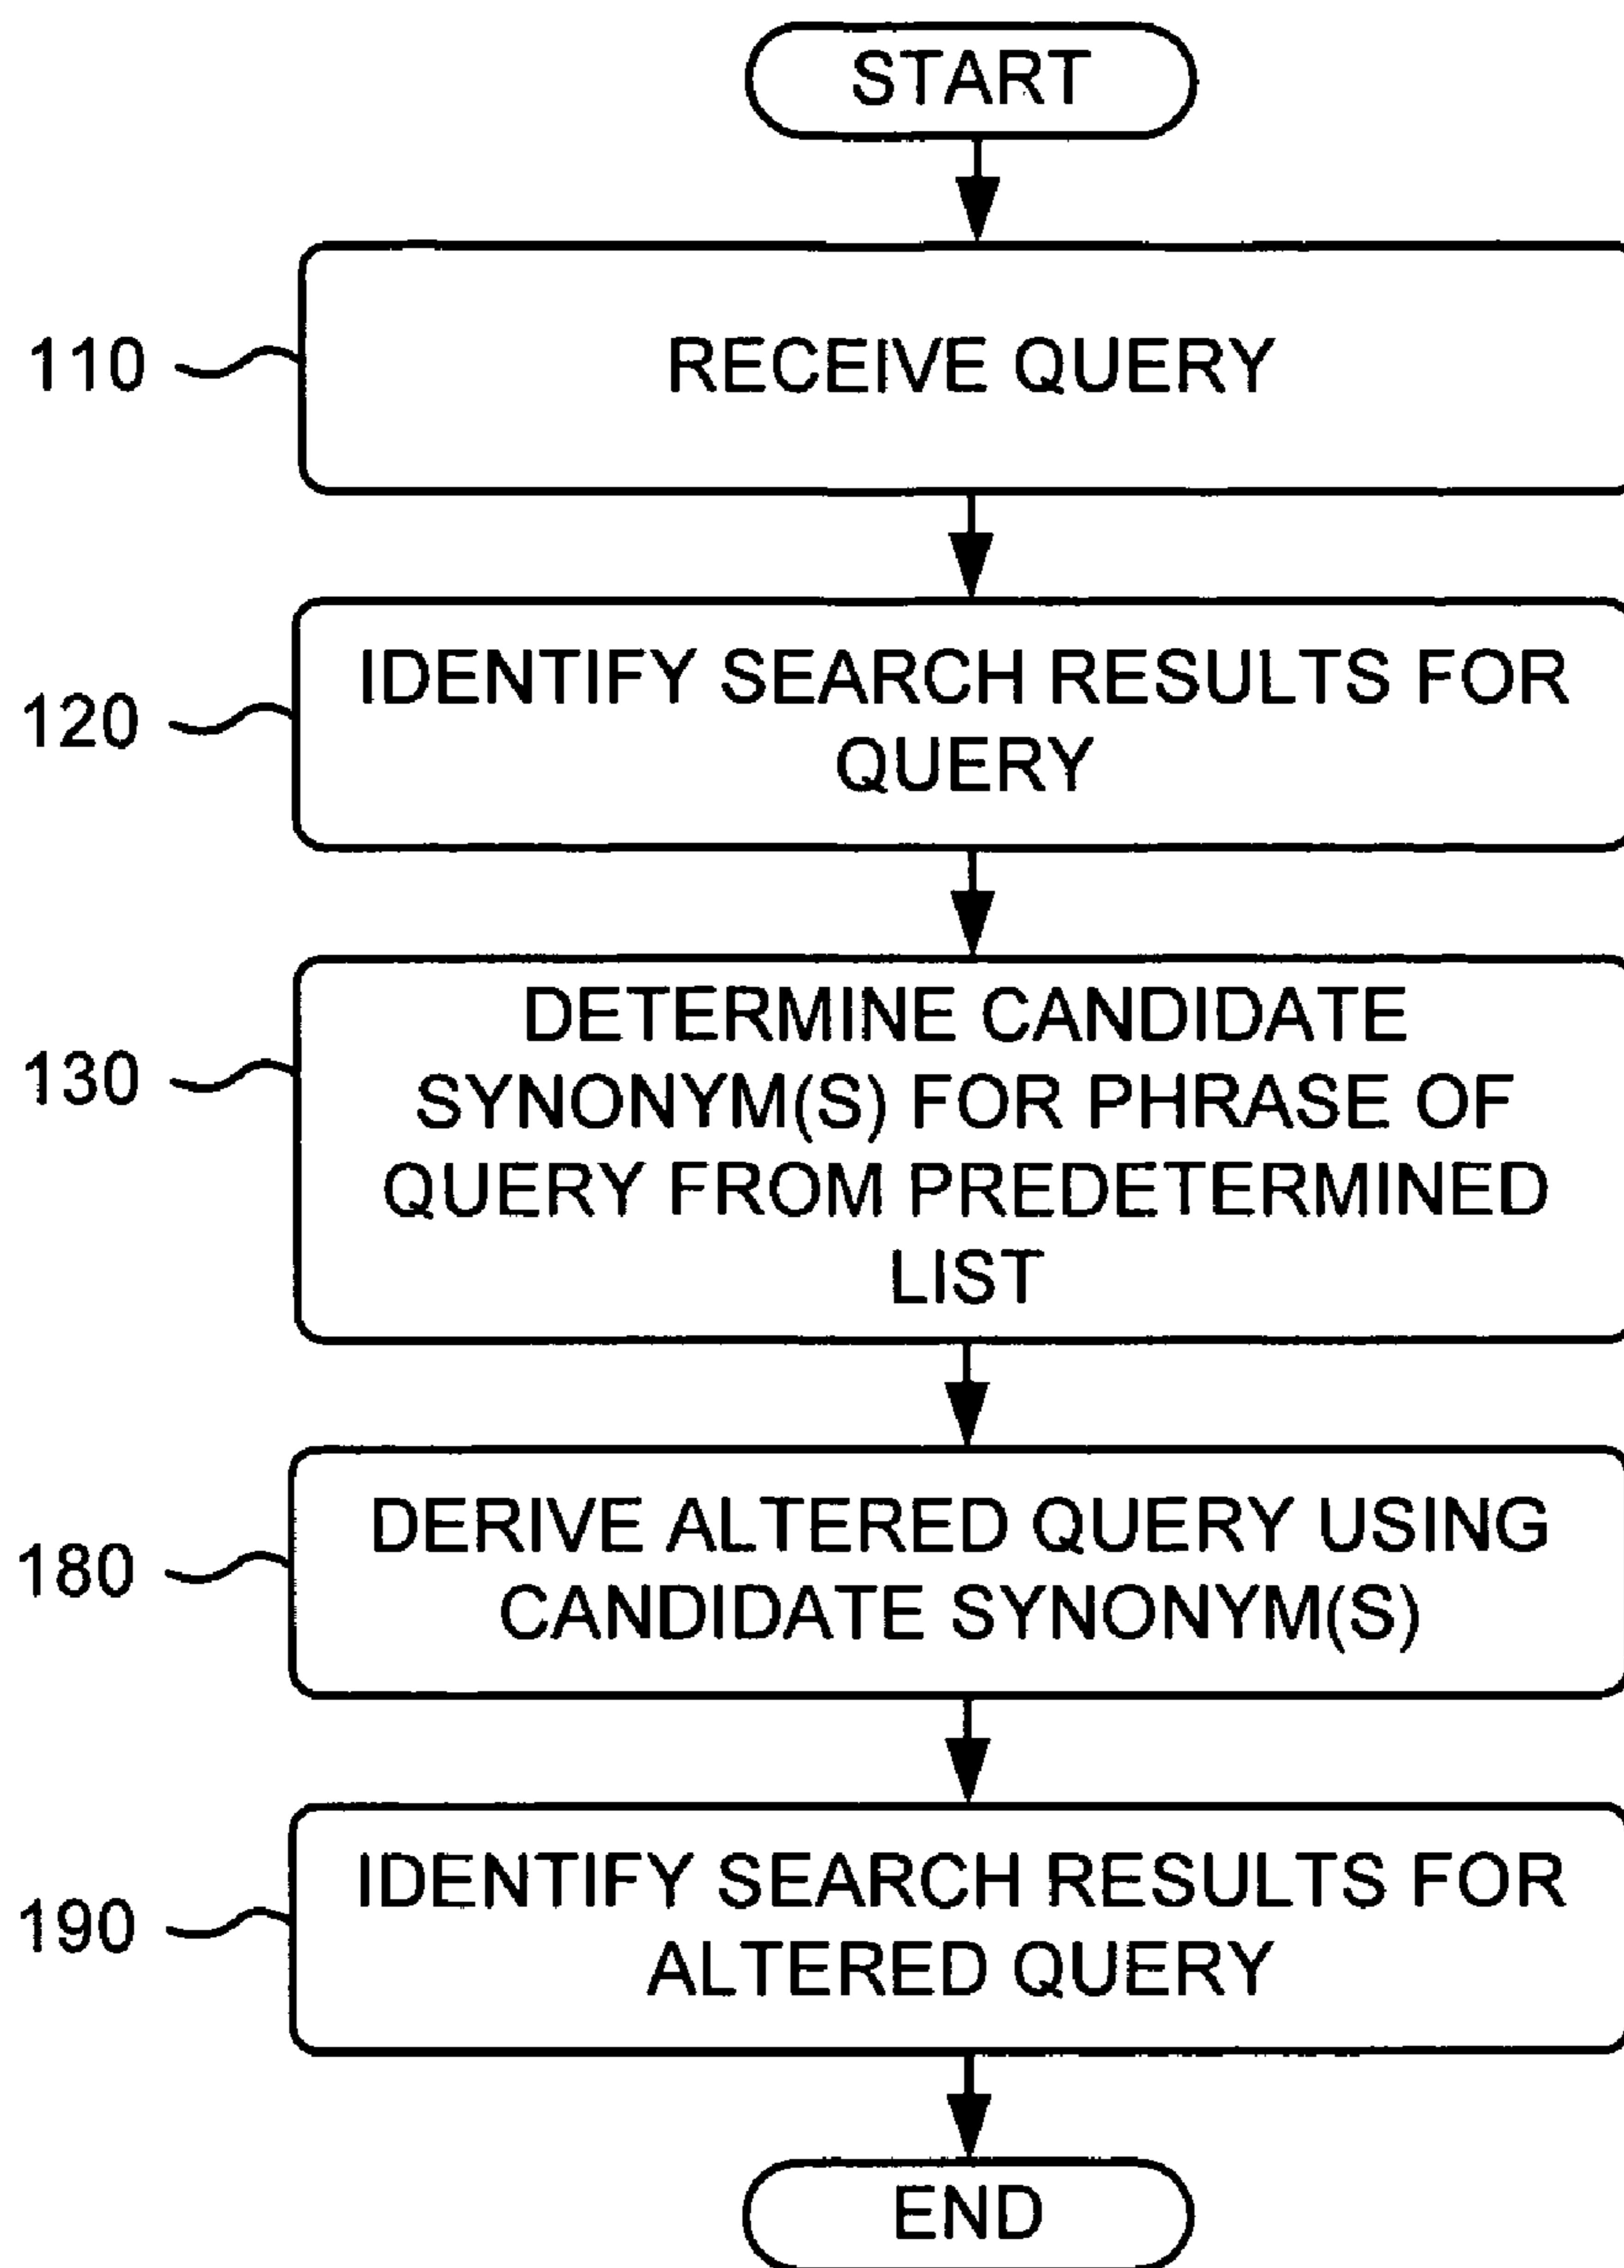 START
110
RECEIVE QUERY
120
IDENTIFY SEARCH RESULTS FOR
QUERY
130
DETERMINE CANDIDATE
SYNONYM(S) FOR PHRASE OF
QUERY FROM PREDETERMINED
LIST
180
DERIVE ALTERED QUERY USING
CANDIDATE SYNONYM(S)
190
IDENTIFY SEARCH RESULTS FOR
ALTERED QUERY
END